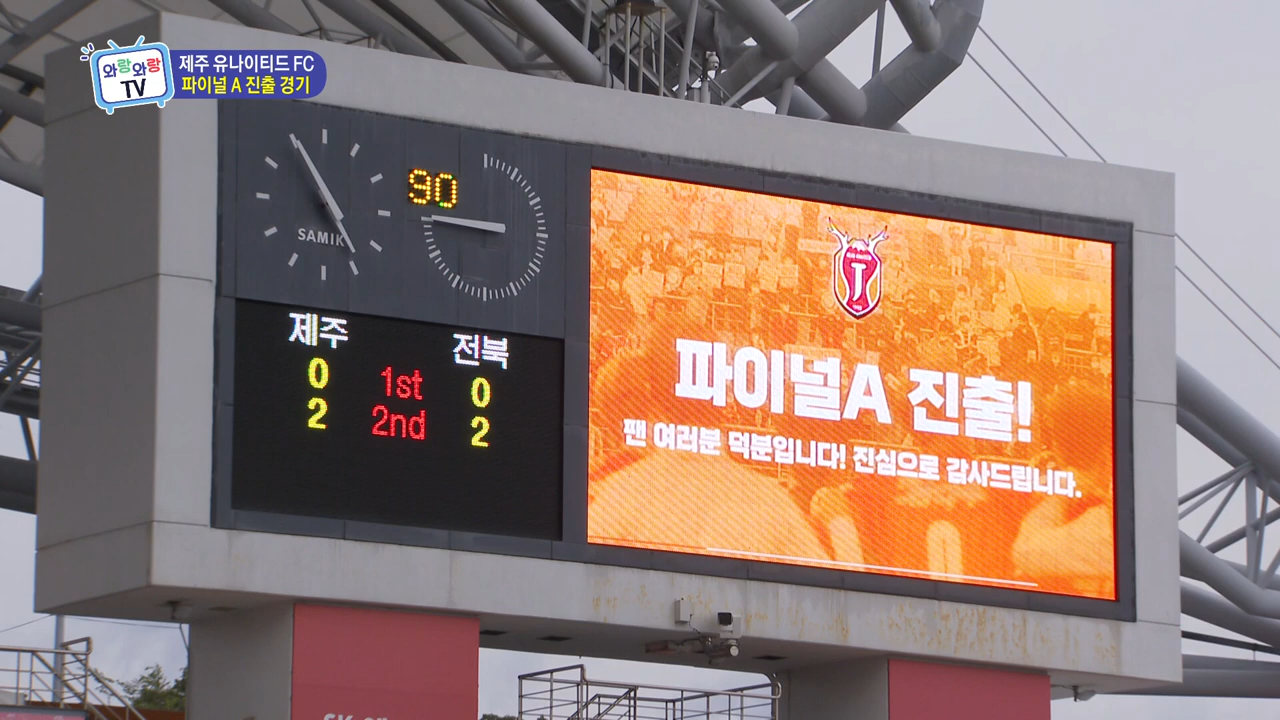 와랑와랑
TV
제주 유나이티드 FC
파이널 A 진출 경기
90
SAMIK
제주 전북
0 1st 0
2 2nd 2
파이널A 진출!
팬 여러분 덕분입니다! 진심으로 감사드립니다.